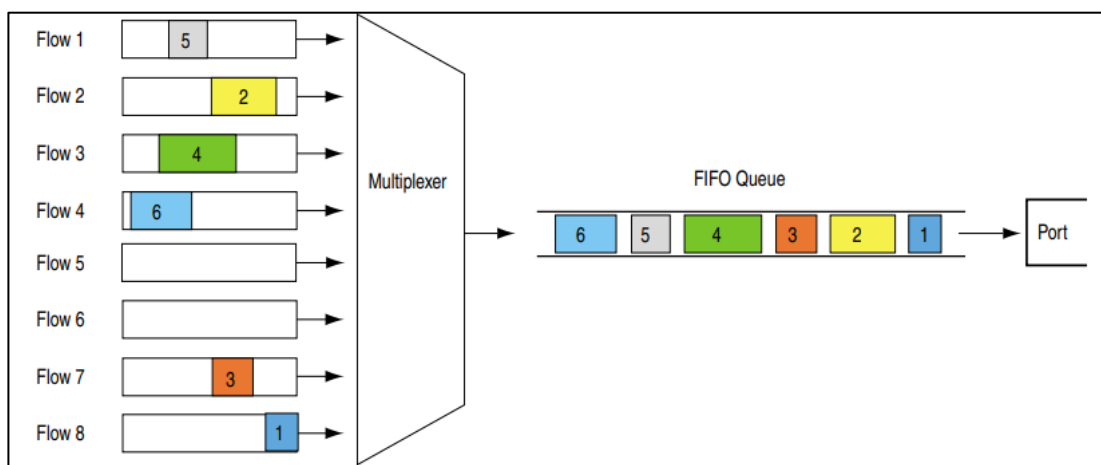 Flow 1
5
Flow 2
2
Flow 3
4
Flow 4
6
Flow 5
Flow 6
Flow 7
3
Flow 8
1
Multiplexer
FIFO Queue
6 5 4 3 2 1
Port